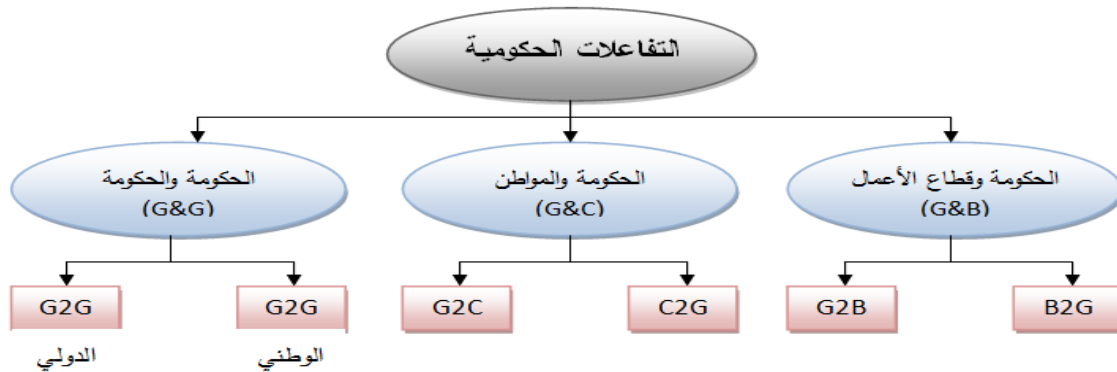 التفاعلات الحكومية
الحكومة وقطاع الأعمال
(G&B)
الحكومة والمواطن
(G&C)
الحكومة والحكومة
(G&G)
B2G
G2B
C2G
G2C
G2G
الوطني
G2G
الدولي